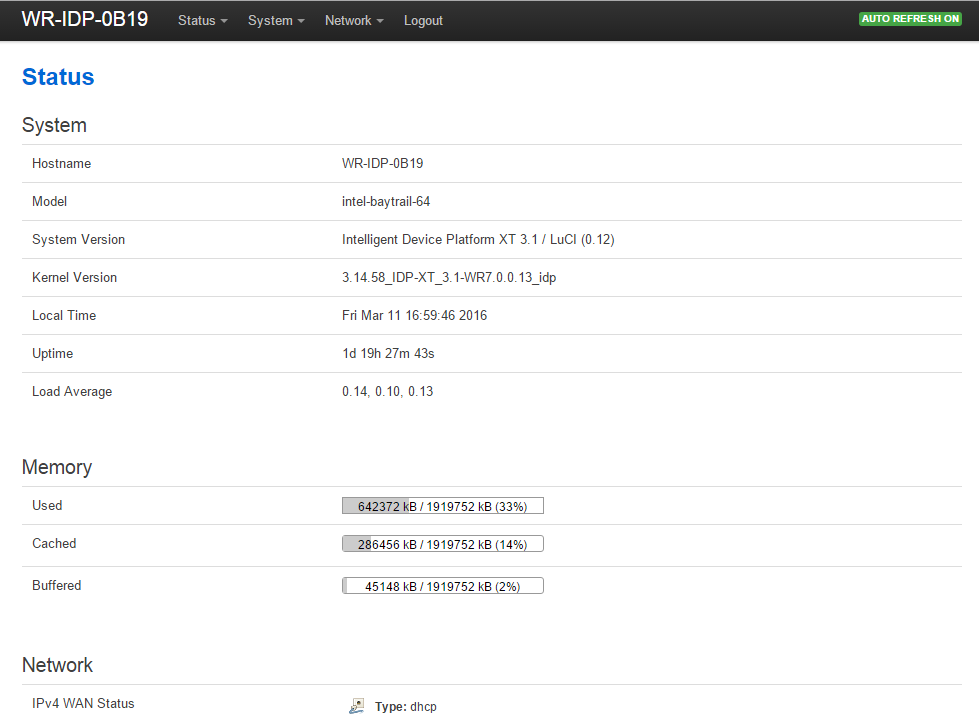 WR-IDP-0B19 Status System Network Logout AUTO REFRESH ON
Status
System
Hostname WR-IDP-0B19
Model intel-baytrail-64
System Version Intelligent Device Platform XT 3.1 / LuCI (0.12)
Kernel Version 3.14.58_IDP-XT_3.1-WR7.0.0.13_idp
Local Time Fri Mar 11 16:59:46 2016
Uptime 1d 19h 27m 43s
Load Average 0.14, 0.10, 0.13
Memory
Used 642372 kB / 1919752 kB (33%)
Cached 286456 kB / 1919752 kB (14%)
Buffered 45148 kB / 1919752 kB (2%)
Network
IPv4 WAN Status Type: dhcp